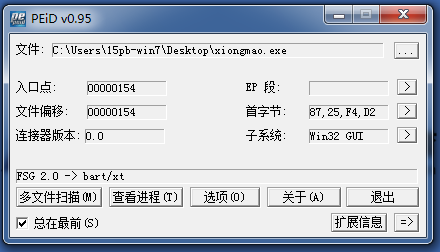 PEiD v0.95
文件: C:\Users\15pb-win7\Desktop\xiongmao.exe ...
入口点: 00000154 EP 段: >
文件偏移: 00000154 首字节: 87,25,F4,D2 >
连接器版本: 0.0 子系统: Win32 GUI >
FSG 2.0 -> bart/xt
多文件扫描(M) 查看进程(T) 选项(O) 关于(A) 退出
总在最前(S) 扩展信息 =>